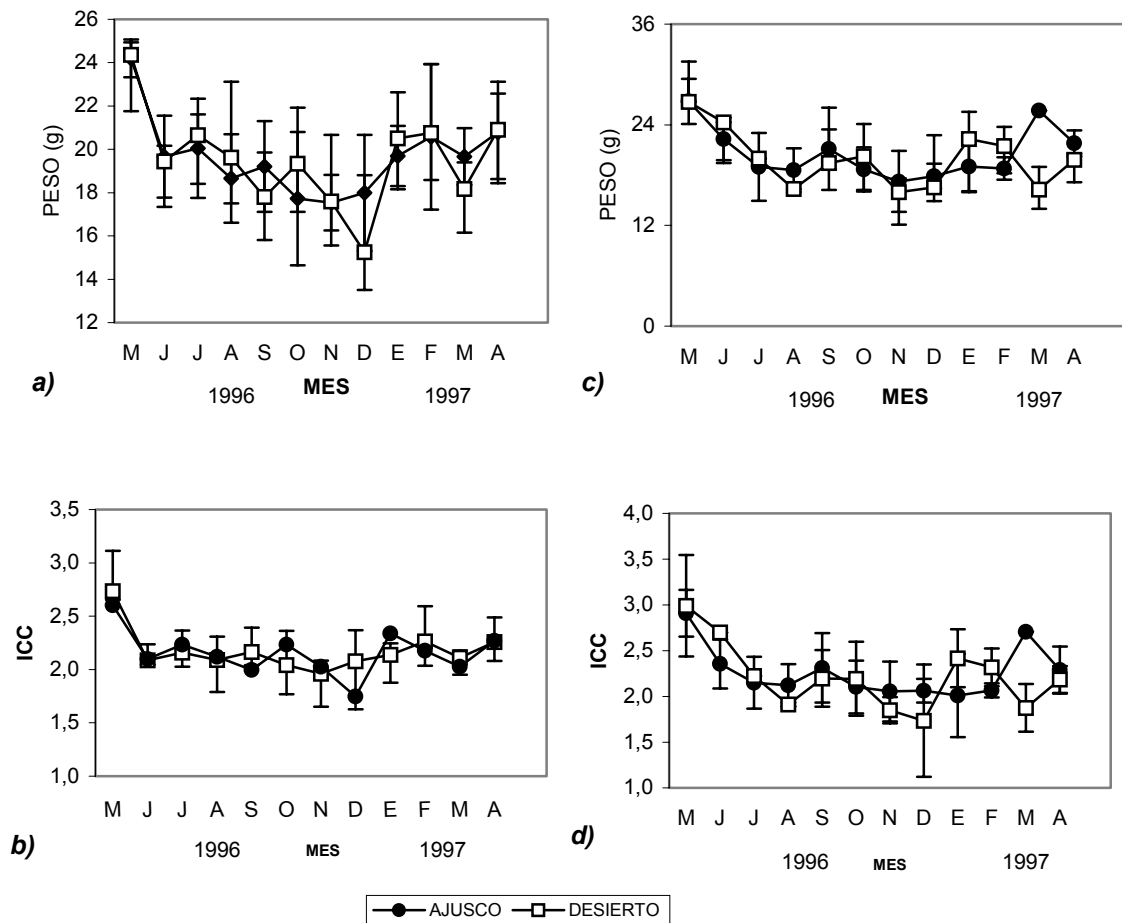 PESO (g)
26
24
22
20
18
16
14
12
M J J A S O N D E F M A
1996 MES 1997
a)
PESO (g)
36
24
12
0
M J J A S O N D E F M A
1996 MES 1997
c)
ICC
3,5
3,0
2,5
2,0
1,5
1,0
M J J A S O N D E F M A
1996 MES 1997
b)
ICC
4,0
3,5
3,0
2,5
2,0
1,5
1,0
M J J A S O N D E F M A
1996 MES 1997
d)
AJUSCO DESIERTO